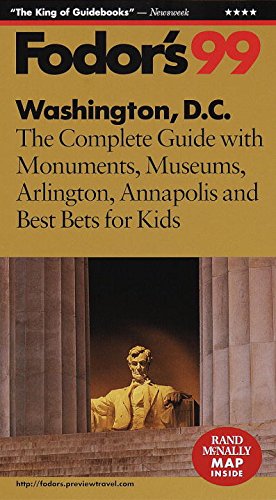 "The King of Guidebooks" — Newsweek ★★★★
Fodor's 99
Washington, D.C.
The Complete Guide with
Monuments, Museums,
Arlington, Annapolis and
Best Bets for Kids
RAND
McNALLY
MAP
INSIDE
http://fodors.previewtravel.com/